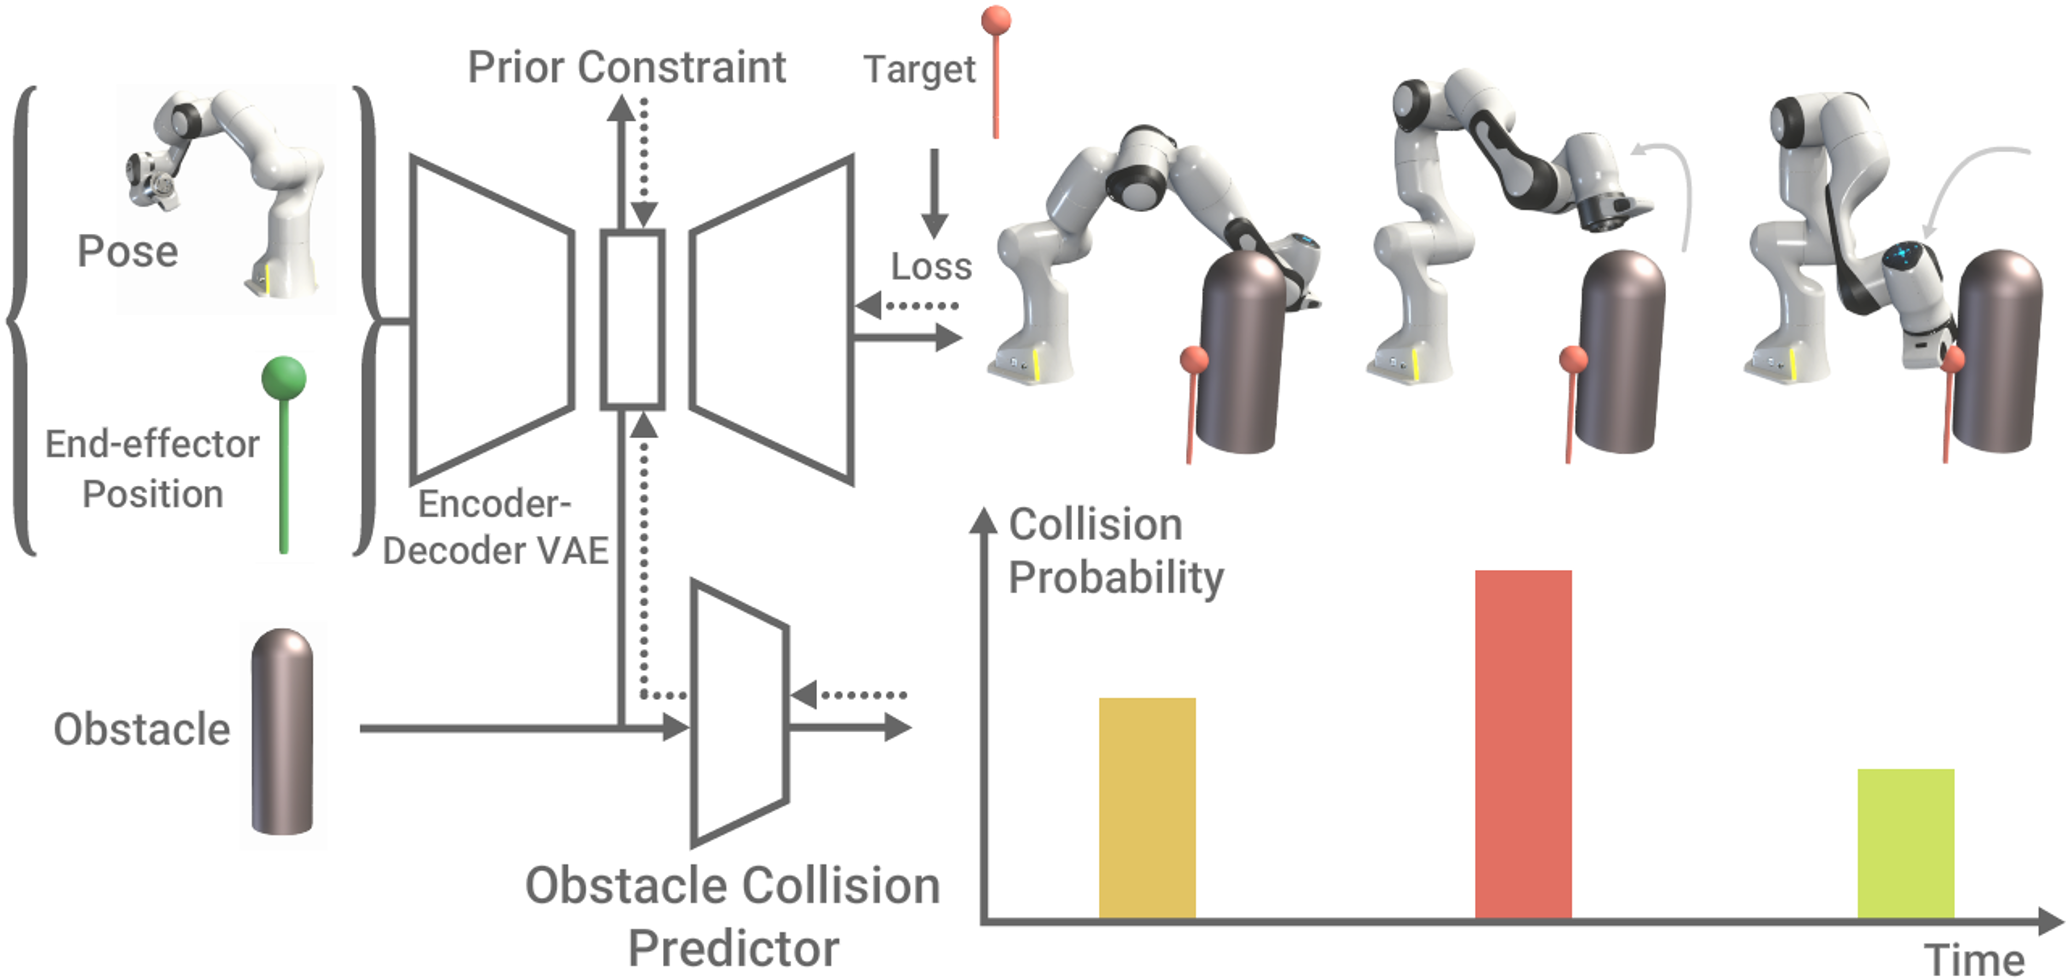 Prior Constraint
Target
Pose
Loss
End-effector
Position
Encoder-
Decoder VAE
Collision
Probability
Obstacle
Obstacle Collision
Predictor
Time